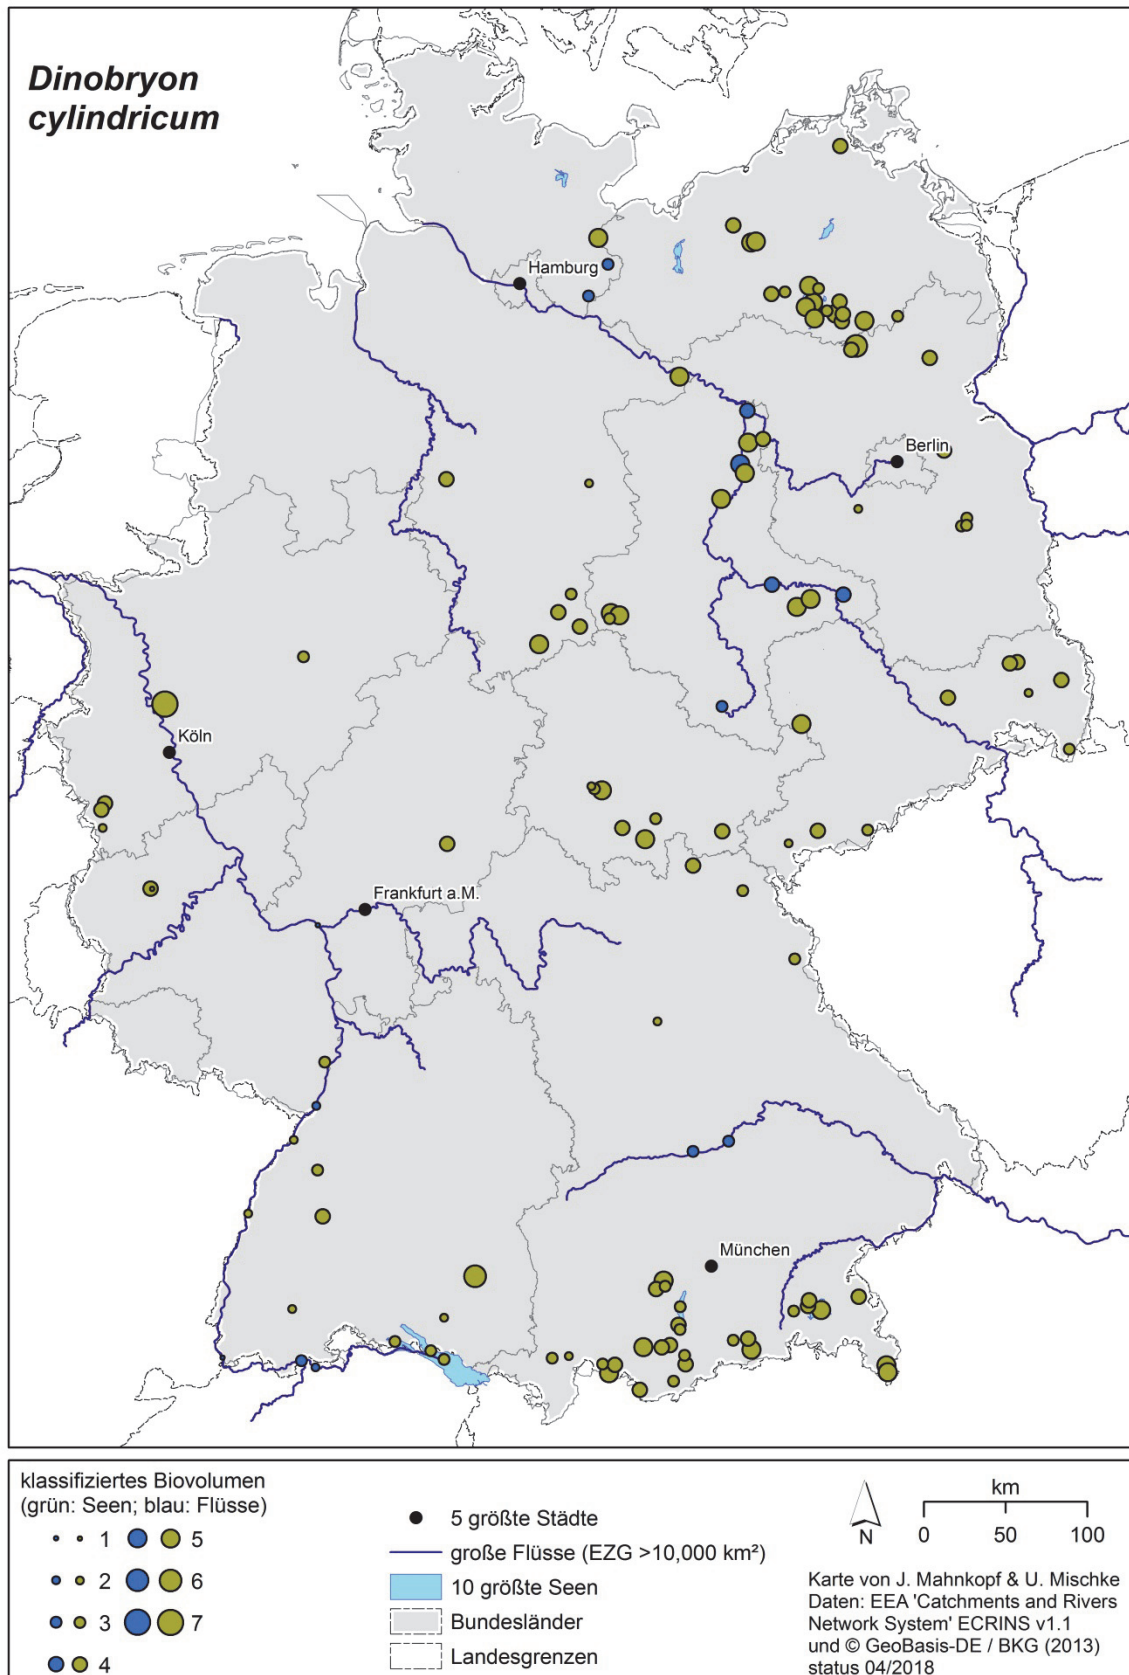 Dinobryon
cylindricum
Hamburg
Berlin
Köln
Frankfurt a.M.
München
klassifiziertes Biovolumen
(grün: Seen; blau: Flüsse)
1
2
3
4
5
6
7
5 größte Städte
große Flüsse (EZG >10,000 km²)
10 größte Seen
Bundesländer
Landesgrenzen
N
km
0 50 100
Karte von J. Mahnkopf & U. Mischke
Daten: EEA 'Catchments and Rivers
Network System' ECRINS v1.1
und © GeoBasis-DE / BKG (2013)
status 04/2018